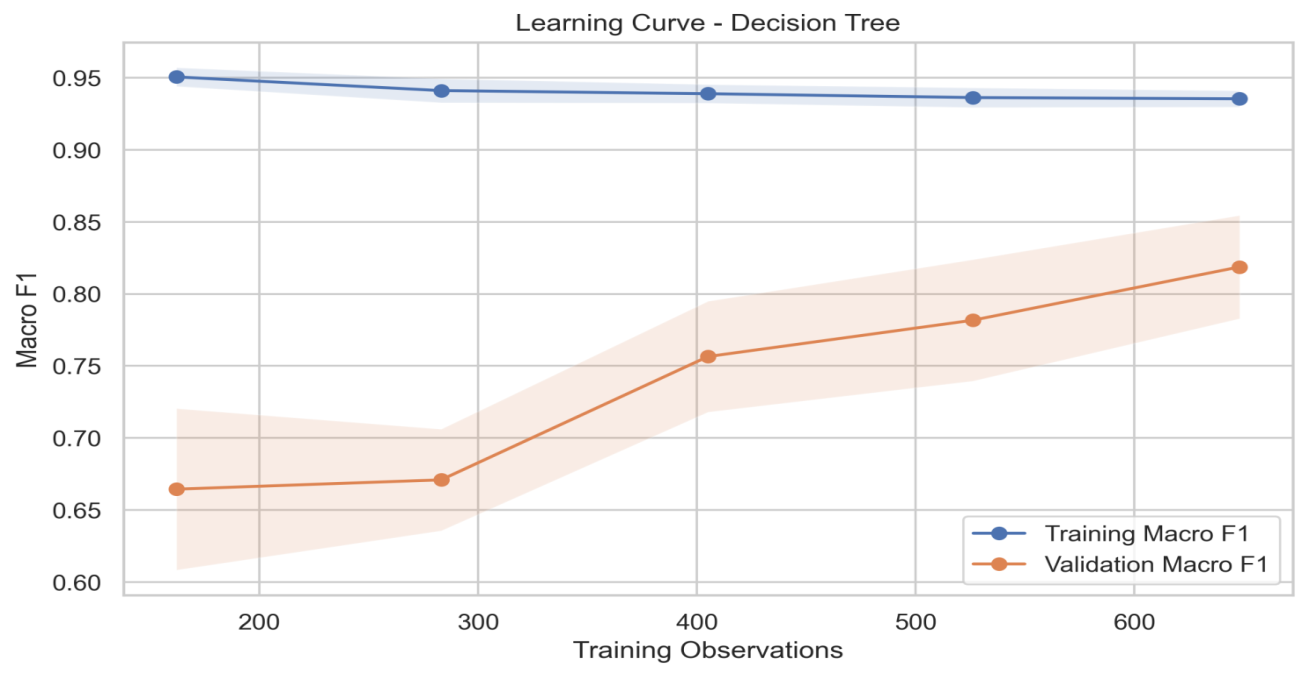 Learning Curve - Decision Tree
0.95
0.90
0.85
0.80
0.75
0.70
0.65
0.60
Macro F1
Training Macro F1
Validation Macro F1
200 300 400 500 600
Training Observations